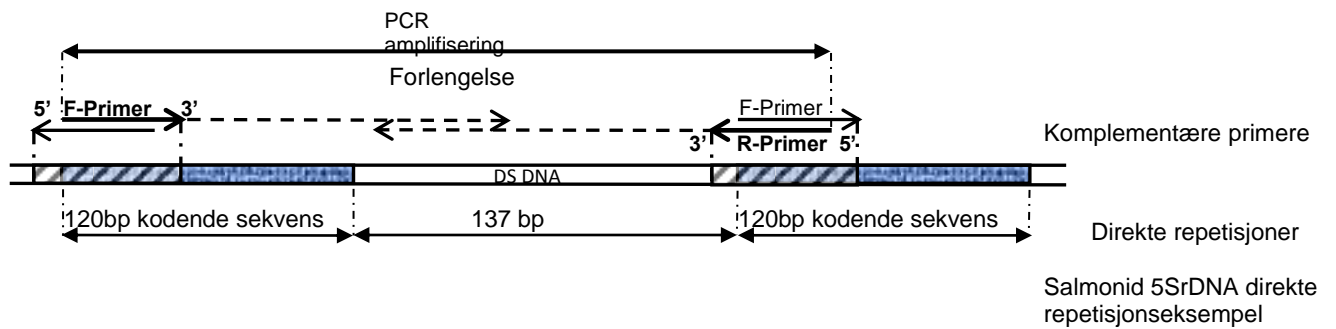 PCR
amplifisering
Forlengelse
5’ F-Primer 3’
F-Primer
3’ R-Primer 5’
Komplementære primere
DS DNA
120bp kodende sekvens
137 bp
120bp kodende sekvens
Direkte repetisjoner
Salmonid 5SrDNA direkte
repetisjonseksempel